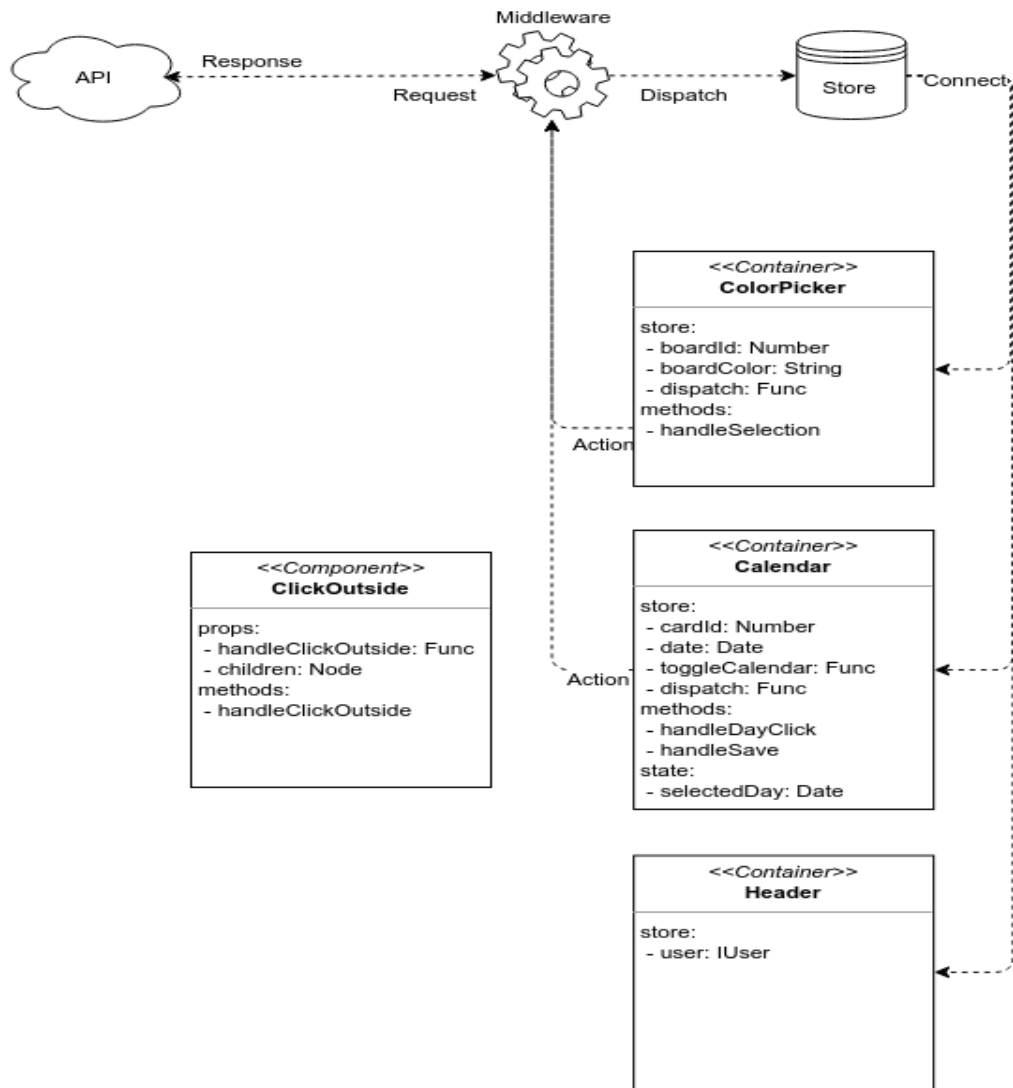 Middleware
API
Response
Request
Dispatch
Store
Connect
<<Container>>
ColorPicker
store:
- boardId: Number
- boardColor: String
- dispatch: Func
methods:
- handleSelection
Action
<<Component>>
ClickOutside
props:
- handleClickOutside: Func
- children: Node
methods:
- handleClickOutside
<<Container>>
Calendar
store:
- cardId: Number
- date: Date
- toggleCalendar: Func
- dispatch: Func
methods:
- handleDayClick
- handleSave
state:
- selectedDay: Date
Action
<<Container>>
Header
store:
- user: IUser